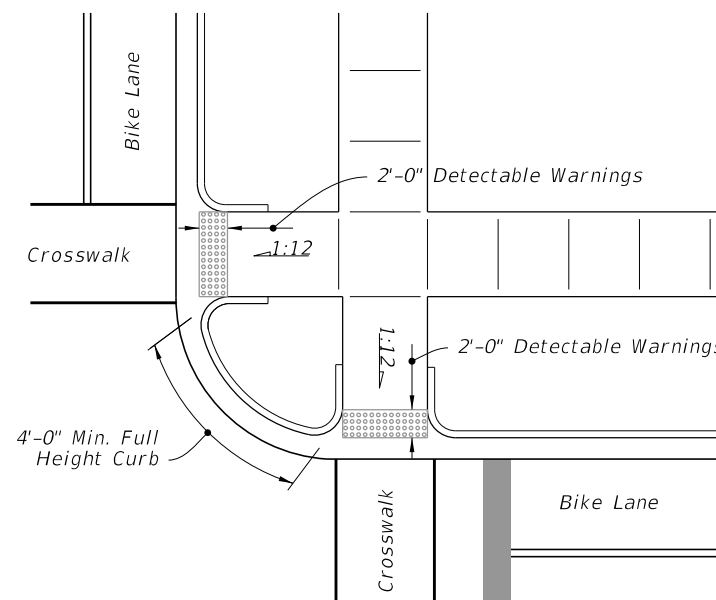 Bike Lane
2'-0" Detectable Warnings
Crosswalk
1:12
1:12
2'-0" Detectable Warnings
4'-0" Min. Full
Height Curb
Crosswalk
Bike Lane